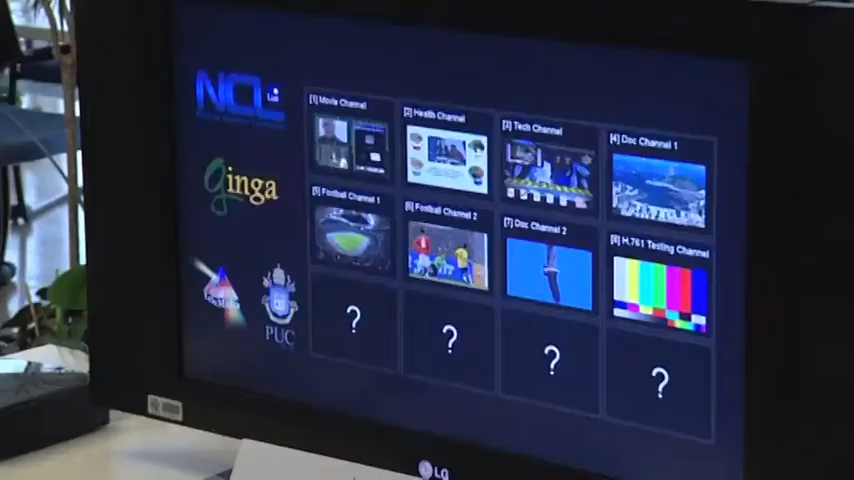 NCL
Lua
[1] Movie Channel
[2] Health Channel
[3] Tech Channel
[4] Doc Channel 1
ginga
[5] Football Channel 1
[6] Football Channel 2
[7] Doc Channel 2
[8] H.761 Testing Channel
PUC
?
?
?
?
LG